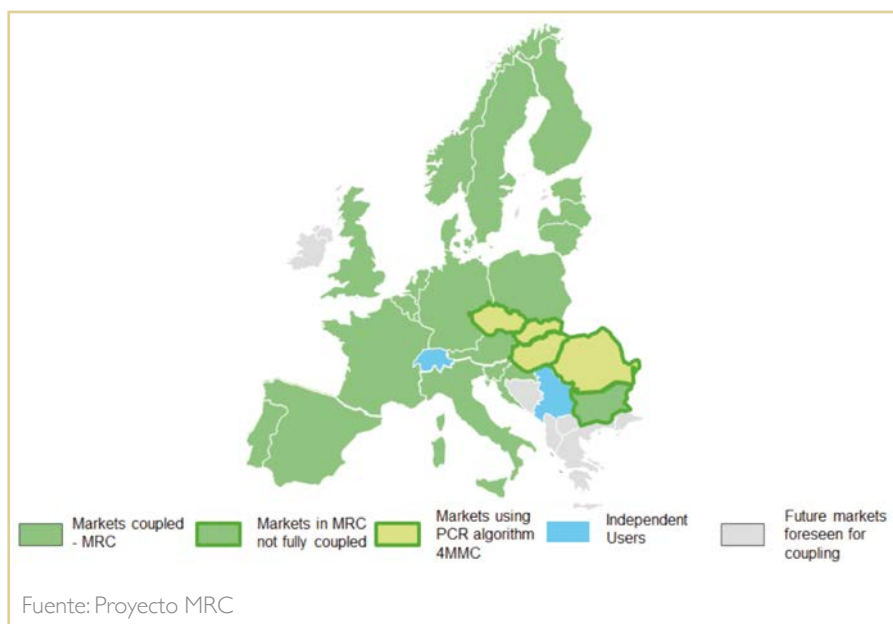 Markets coupled
- MRC
Markets in MRC
not fully coupled
Markets using
PCR algorithm
4MMC
Independent
Users
Future markets
foreseen for
coupling
Fuente: Proyecto MRC